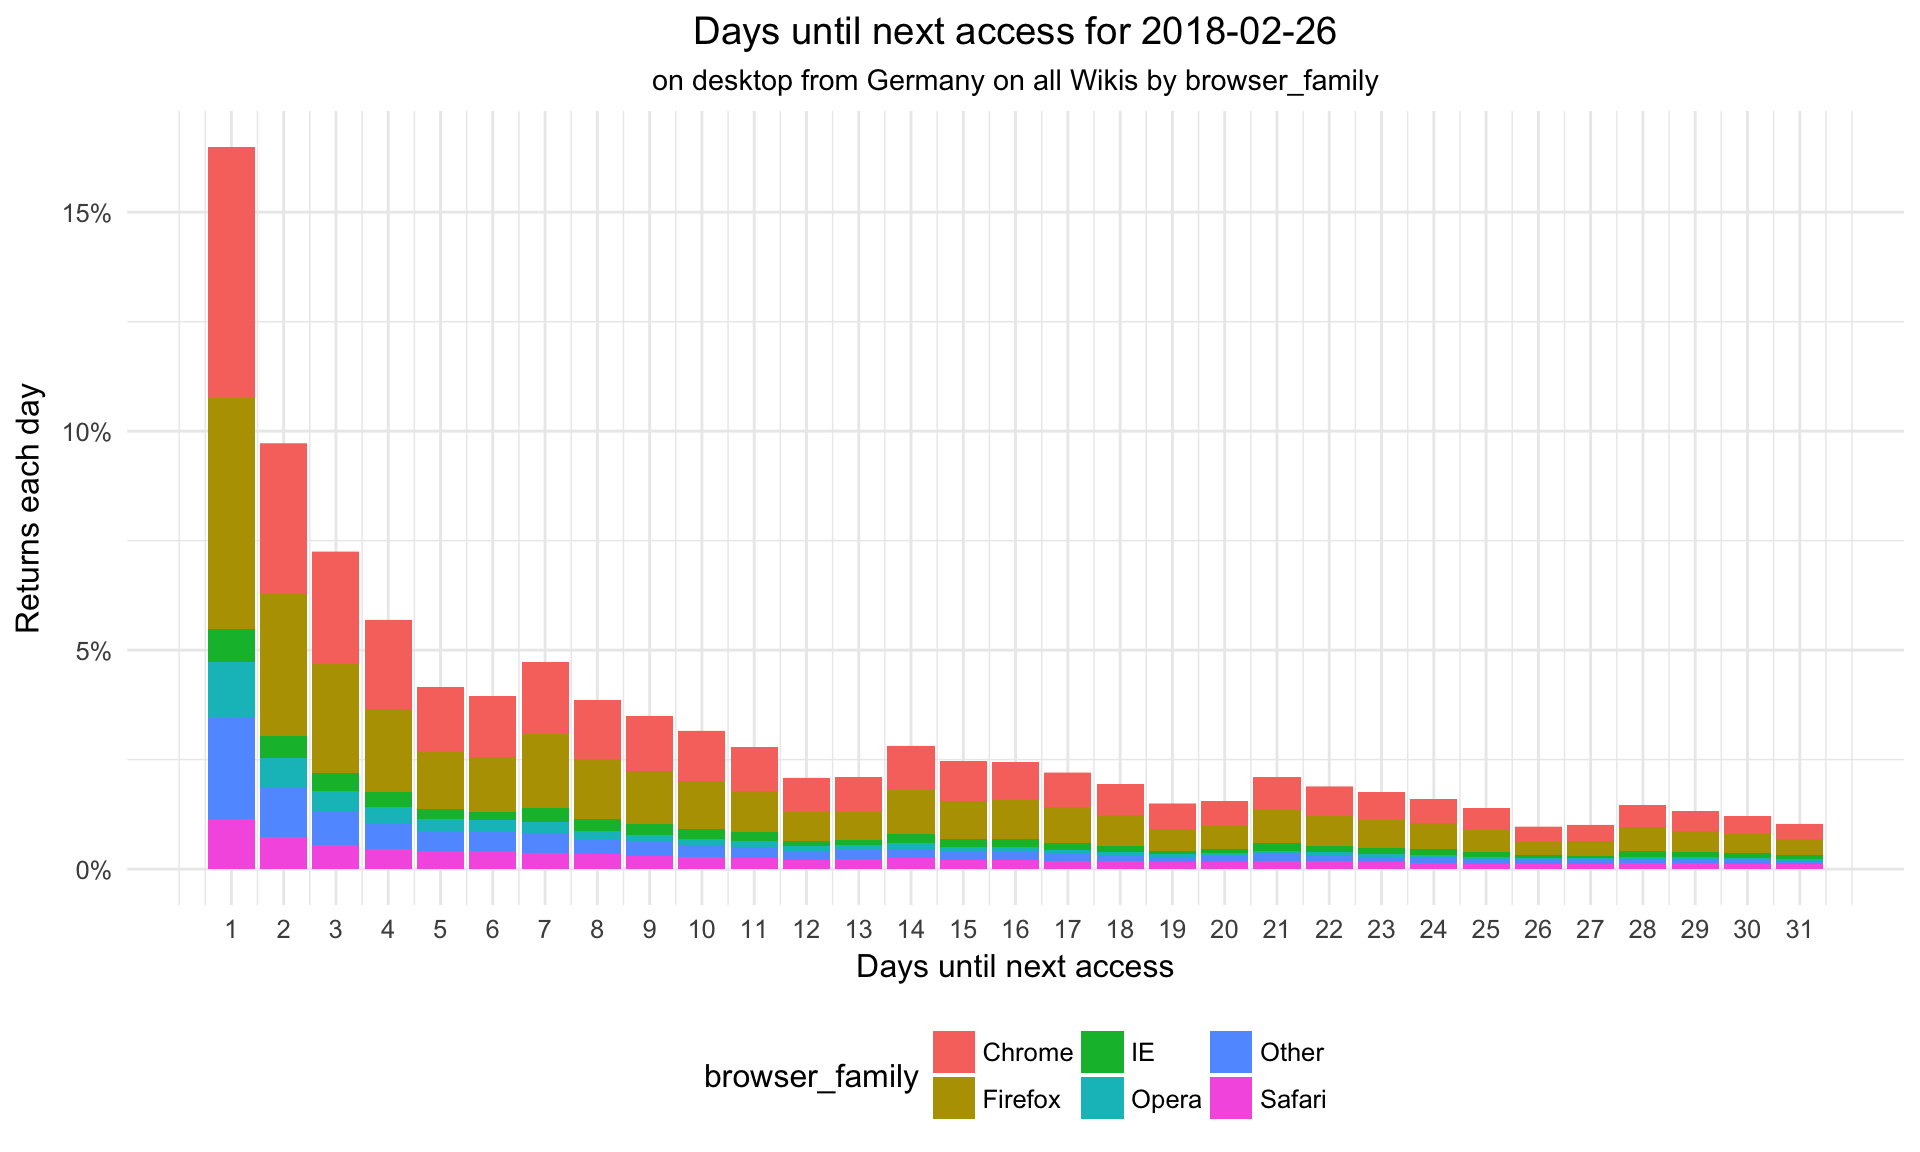 Days until next access for 2018-02-26
on desktop from Germany on all Wikis by browser_family
Returns each day
15%
10%
5%
0%
1 2 3 4 5 6 7 8 9 10 11 12 13 14 15 16 17 18 19 20 21 22 23 24 25 26 27 28 29 30 31
Days until next access
browser_family
Chrome IE Other
Firefox Opera Safari